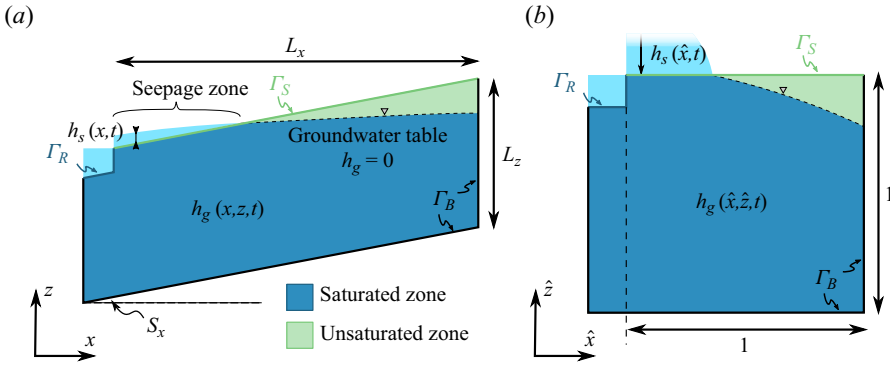 (a)
L_x
Seepage zone
Γ_S
h_s (x,t)
Groundwater table
h_g = 0
L_z
Γ_R
Γ_B
h_g (x,z,t)
z
x
S_x
Saturated zone
Unsaturated zone
(b)
h_s (x̂,t)
Γ_S
Γ_R
h_g (x̂,ẑ,t)
1
Γ_B
ẑ
x̂
1